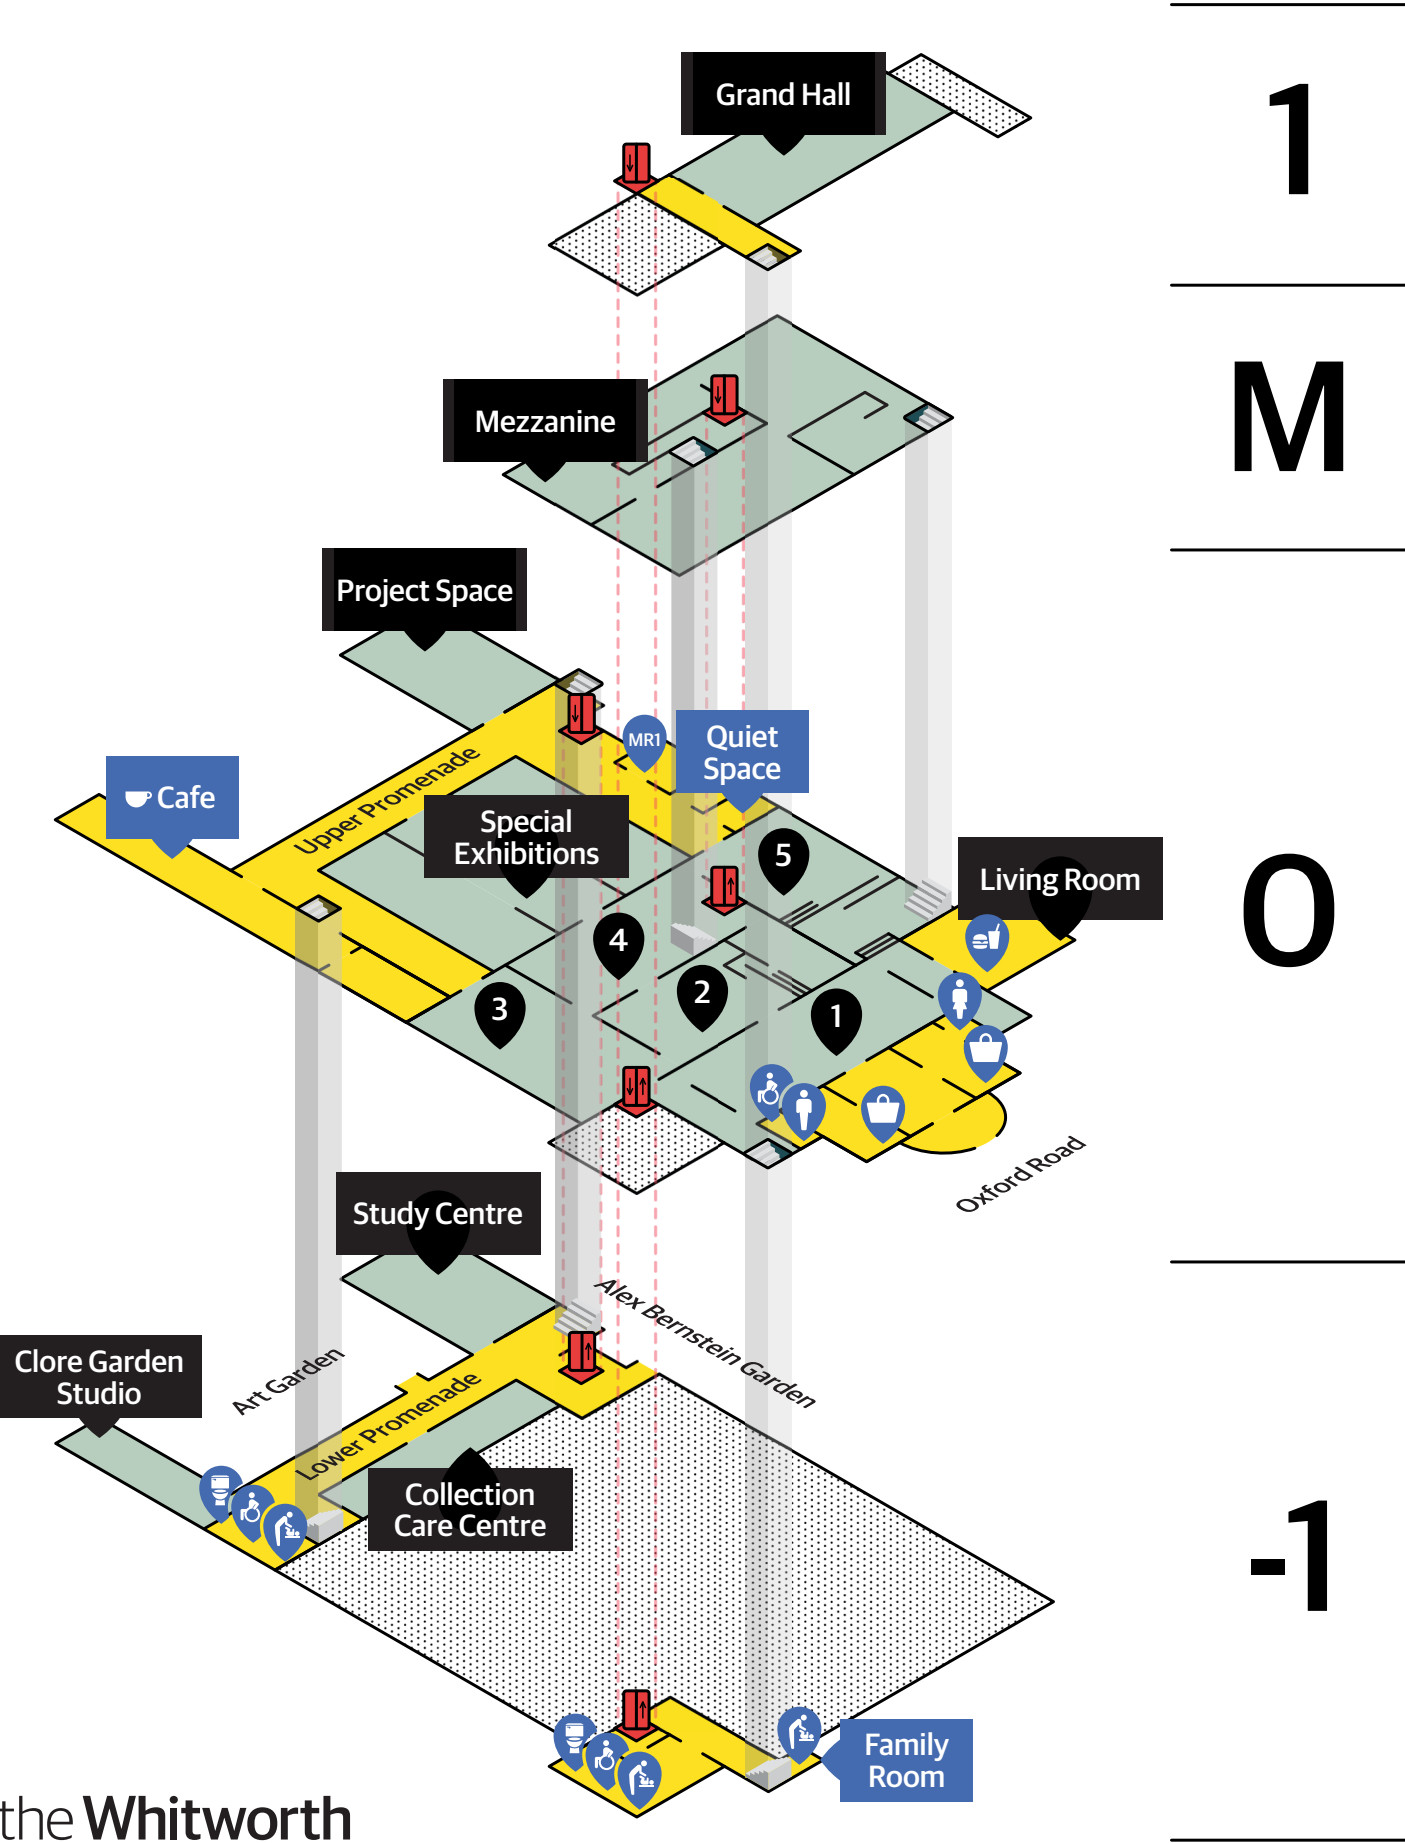 Grand Hall
1
Mezzanine
M
Project Space
MR1
Quiet
Space
Cafe
Upper Promenade
Special
Exhibitions
5
Living Room
4
3
2
1
0
Oxford Road
Study Centre
Alex Bernstein Garden
Clore Garden
Studio
Art Garden
Lower Promenade
Collection
Care Centre
-1
Family
Room
the Whitworth